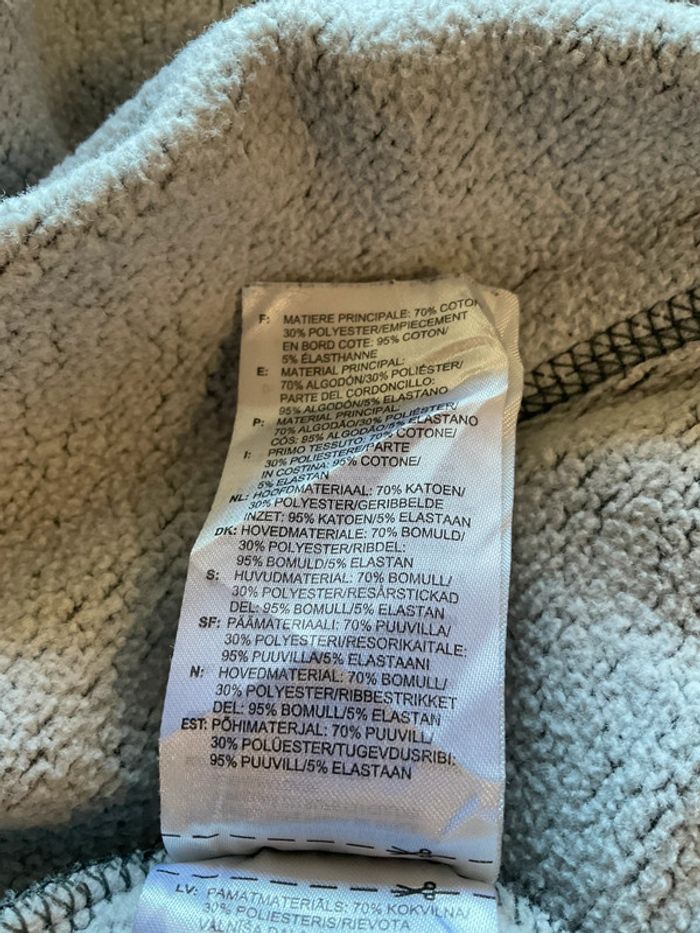 F: MATIERE PRINCIPALE: 70% COTON
30% POLYESTER/EMPIECEMENT
EN BORD COTE: 95% COTON/
5% ÉLASTHANNE
E: MATERIAL PRINCIPAL:
70% ALGODÓN/30% POLIÉSTER/
PARTE DEL CORDONCILLO:
95% ALGODÓN/5% ELASTANO
P: MATERIAL PRINCIPAL:
70% ALGODÃO/30% POLIÉSTER/
CÓS: 95% ALGODÃO/5% ELASTANO
I: PRIMO TESSUTO: 70% COTONE/
30% POLIESTERE/PARTE
IN COSTINA: 95% COTONE/
5% ELASTAN
NL: HOOFDMATERIAAL: 70% KATOEN/
30% POLYESTER/GERIBBELDE
INZET: 95% KATOEN/5% ELASTAAN
DK: HOVEDMATERIALE: 70% BOMULD/
30% POLYESTER/RIBDEL:
95% BOMULD/5% ELASTAN
S: HUVUDMATERIAL: 70% BOMULL/
30% POLYESTER/RESÅRSTICKAD
DEL: 95% BOMULL/5% ELASTAN
SF: PÄÄMATERIAALI: 70% PUUVILLA/
30% POLYESTERI/RESORIKAITALE:
95% PUUVILLA/5% ELASTAANI
N: HOVEDMATERIAL: 70% BOMULL/
30% POLYESTER/RIBBESTRIKKET
DEL: 95% BOMULL/5% ELASTAN
EST: PÕHIMATERJAL: 70% PUUVILL/
30% POLÜESTER/TUGEVDUSRIBI:
95% PUUVILL/5% ELASTAAN
LV: PAMATMATERIĀLS: 70% KOKVILNA/
30% POLIESTERIS/RIEVOTA